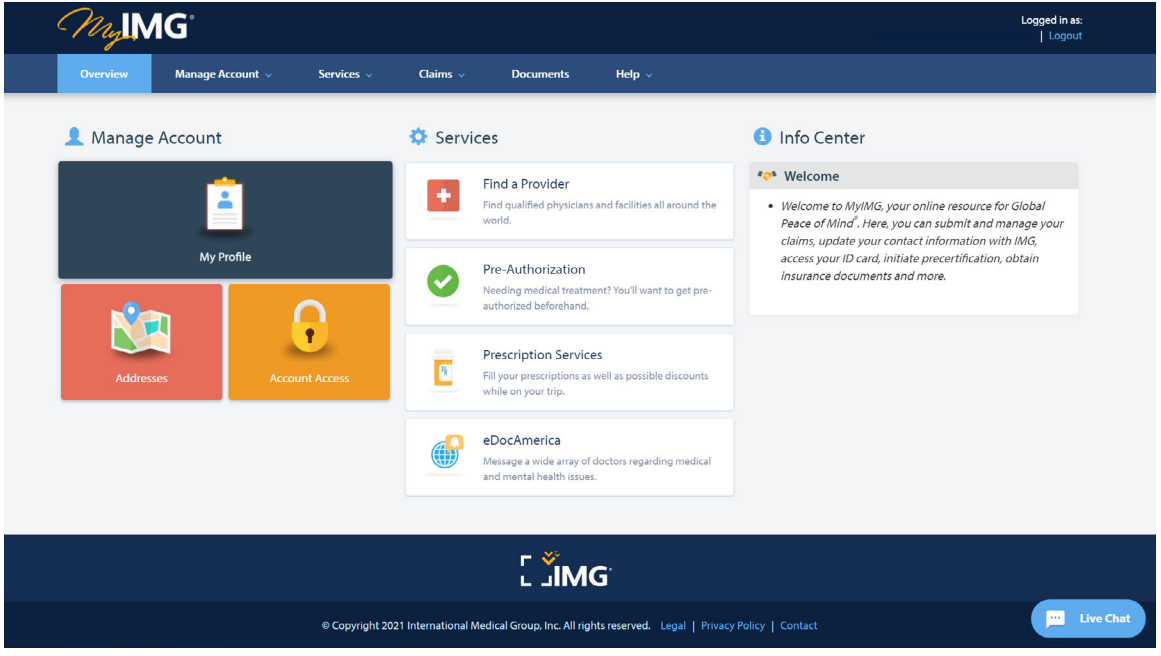 MyIMG®
Logged in as:
| Logout
Overview
Manage Account
Services
Claims
Documents
Help
Manage Account
My Profile
Addresses
Account Access
Services
Find a Provider
Find qualified physicians and facilities all around the
world.
Pre-Authorization
Needing medical treatment? You'll want to get pre-
authorized beforehand.
Prescription Services
Fill your prescriptions as well as possible discounts
while on your trip.
eDocAmerica
Message a wide array of doctors regarding medical
and mental health issues.
Info Center
Welcome
• Welcome to MyIMG, your online resource for Global
Peace of Mind®. Here, you can submit and manage your
claims, update your contact information with IMG,
access your ID card, initiate precertification, obtain
insurance documents and more.
IMG®
© Copyright 2021 International Medical Group, Inc. All rights reserved. Legal | Privacy Policy | Contact
Live Chat